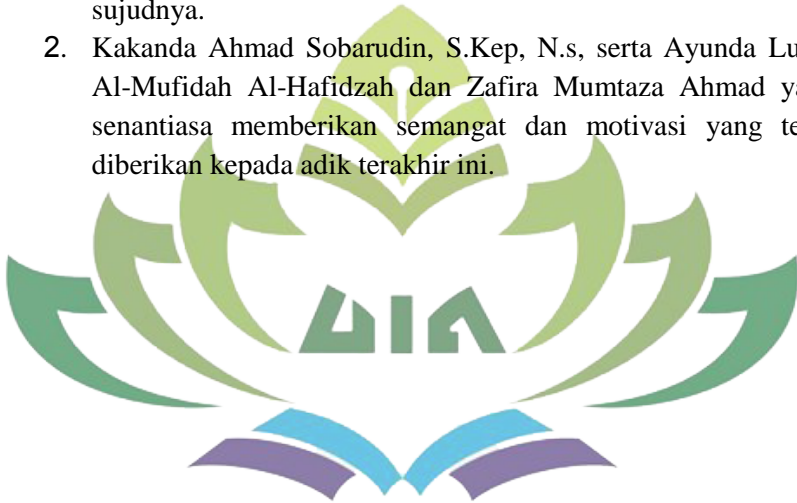 sujudnya.
2. Kakanda Ahmad Sobarudin, S.Kep, N.s, serta Ayunda
Al-Mufidah Al-Hafidzah dan Zafira Mumtaza Ahmad
senantiasa memberikan semangat dan motivasi yang
diberikan kepada adik terakhir ini.
UIN